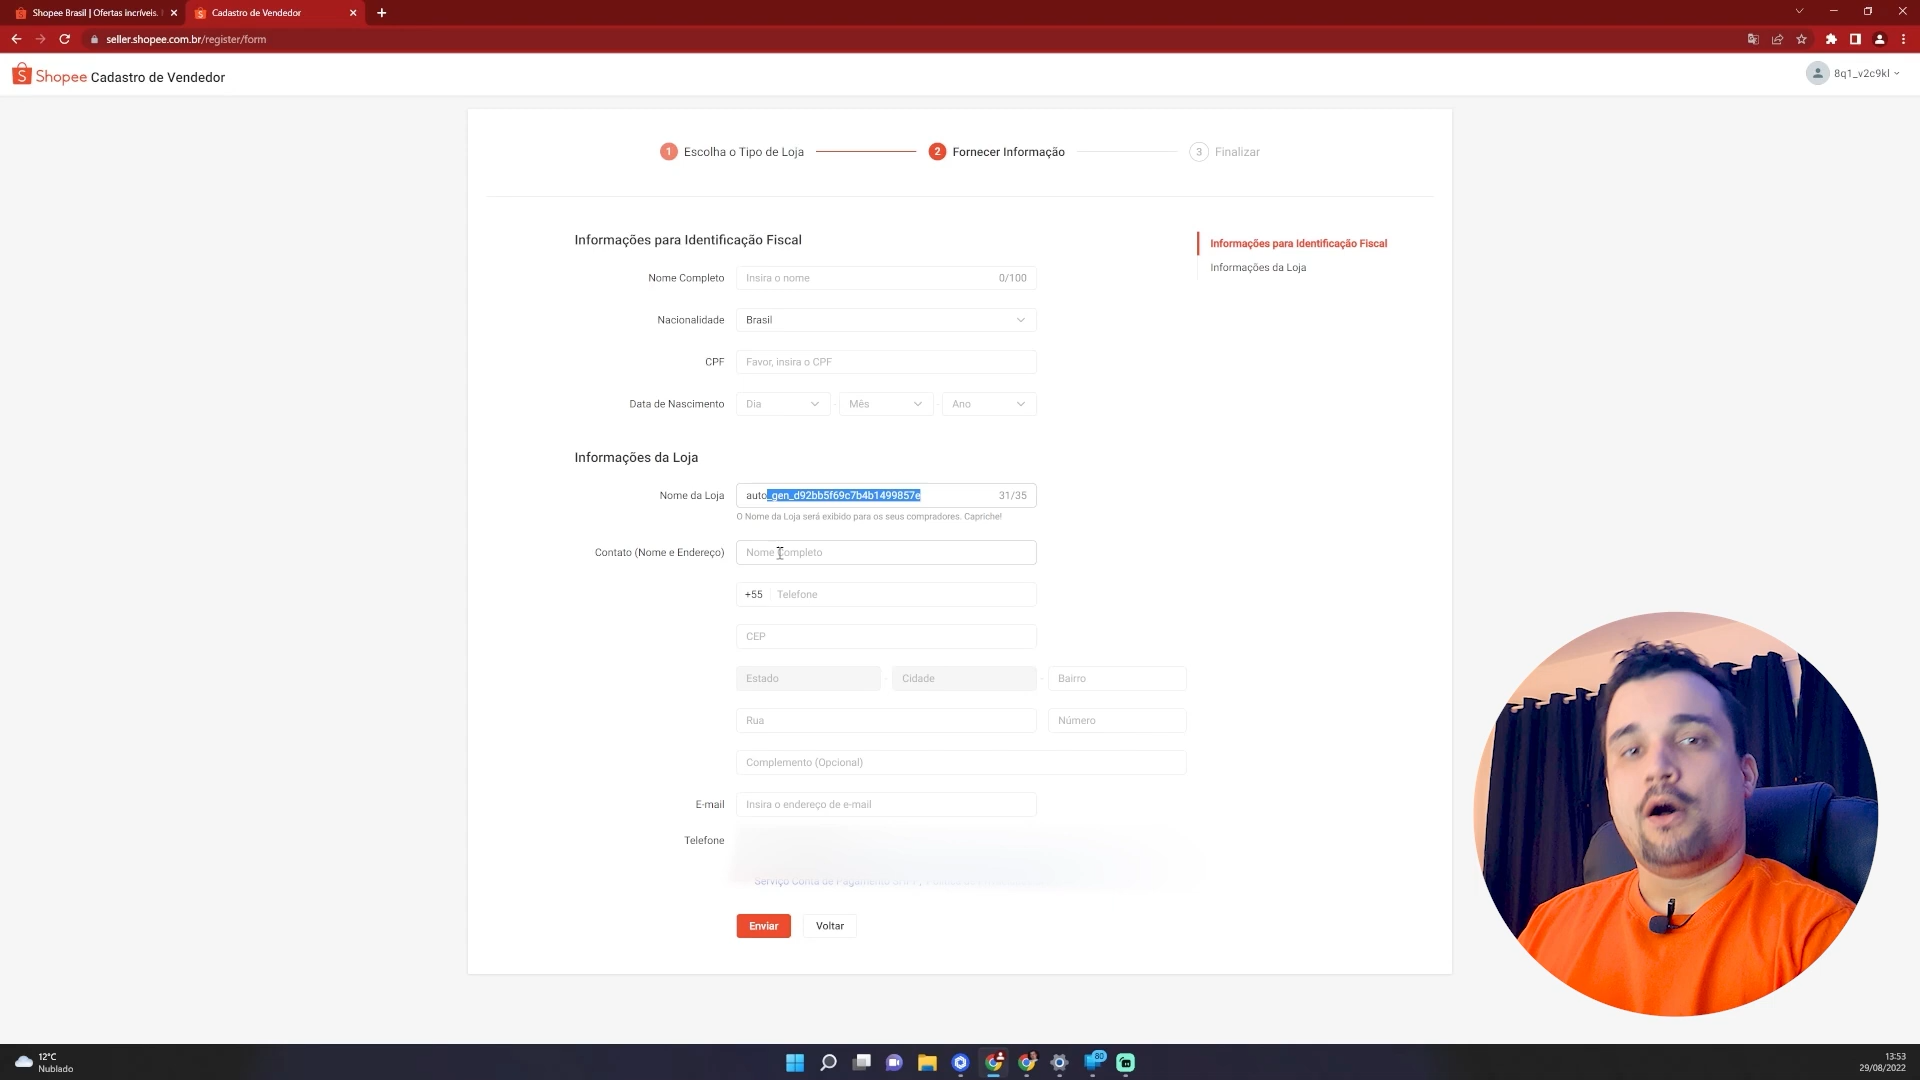 Shopee Brasil | Ofertas incríveis.
Cadastro de Vendedor
seller.shopee.com.br/register/form
Shopee Cadastro de Vendedor
8q1_v2c9kl
1 Escolha o Tipo de Loja
2 Fornecer Informação
3 Finalizar
Informações para Identificação Fiscal
Informações para Identificação Fiscal
Informações da Loja
Nome Completo Insira o nome 0/100
Nacionalidade Brasil
CPF Favor, insira o CPF
Data de Nascimento Dia - Mês - Ano
Informações da Loja
Nome da Loja auto_gen_d92bb5f69c7b4b1499857e 31/35
O Nome da Loja será exibido para os seus compradores. Capriche!
Contato (Nome e Endereço) Nome Completo
+55 Telefone
CEP
Estado - Cidade - Bairro
Rua Número
Complemento (Opcional)
E-mail Insira o endereço de e-mail
Telefone
Serviço Conta de Pagamento
Enviar Voltar
12°C
Nublado
80
13:53
29/08/2022